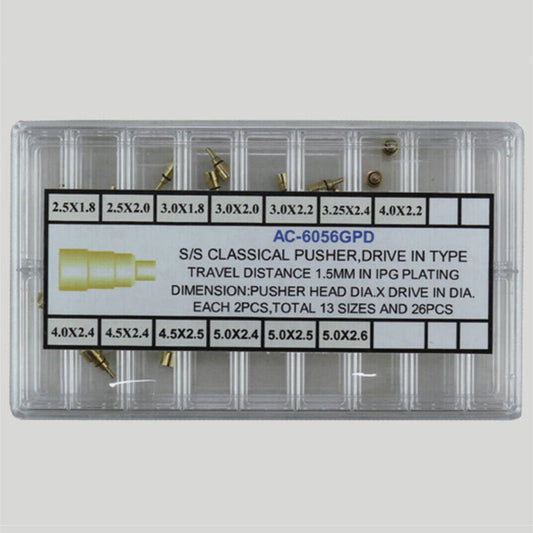 2.5X1.8 2.5X2.0 3.0X1.8 3.0X2.0 3.0X2.2 3.25X2.4 4.0X2.2
AC-6056GPD
S/S CLASSICAL PUSHER,DRIVE IN TYPE
TRAVEL DISTANCE 1.5MM IN IPG PLATING
DIMENSION:PUSHER HEAD DIA.X DRIVE IN DIA.
EACH 2PCS,TOTAL 13 SIZES AND 26PCS
4.0X2.4 4.5X2.4 4.5X2.5 5.0X2.4 5.0X2.5 5.0X2.6